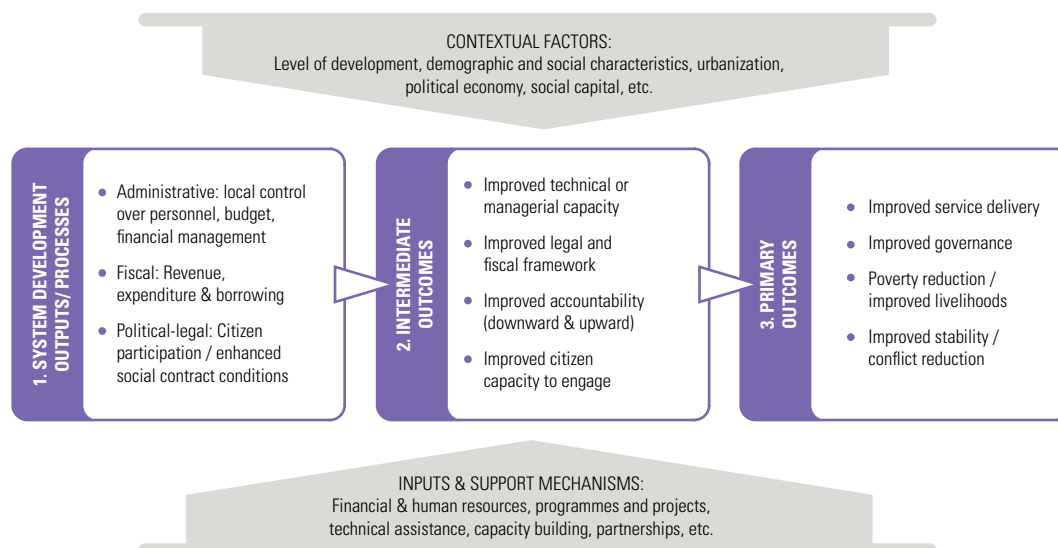 CONTEXTUAL FACTORS:
Level of development, demographic and social characteristics, urbanization,
political economy, social capital, etc.
1. SYSTEM DEVELOPMENT
OUTPUTS/ PROCESSES
• Administrative: local control
over personnel, budget,
financial management
• Fiscal: Revenue,
expenditure & borrowing
• Political-legal: Citizen
participation / enhanced
social contract conditions
2. INTERMEDIATE
OUTCOMES
• Improved technical or
managerial capacity
• Improved legal and
fiscal framework
• Improved accountability
(downward & upward)
• Improved citizen
capacity to engage
3. PRIMARY
OUTCOMES
• Improved service delivery
• Improved governance
• Poverty reduction /
improved livelihoods
• Improved stability /
conflict reduction
INPUTS & SUPPORT MECHANISMS:
Financial & human resources, programmes and projects,
technical assistance, capacity building, partnerships, etc.